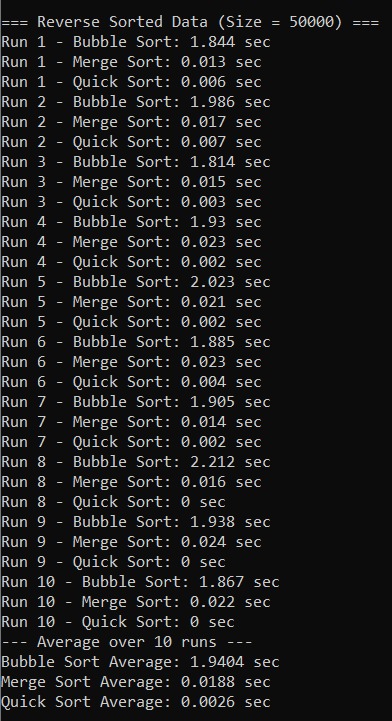 === Reverse Sorted Data (Size = 50000) ===
Run 1 - Bubble Sort: 1.844 sec
Run 1 - Merge Sort: 0.013 sec
Run 1 - Quick Sort: 0.006 sec
Run 2 - Bubble Sort: 1.986 sec
Run 2 - Merge Sort: 0.017 sec
Run 2 - Quick Sort: 0.007 sec
Run 3 - Bubble Sort: 1.814 sec
Run 3 - Merge Sort: 0.015 sec
Run 3 - Quick Sort: 0.003 sec
Run 4 - Bubble Sort: 1.93 sec
Run 4 - Merge Sort: 0.023 sec
Run 4 - Quick Sort: 0.002 sec
Run 5 - Bubble Sort: 2.023 sec
Run 5 - Merge Sort: 0.021 sec
Run 5 - Quick Sort: 0.002 sec
Run 6 - Bubble Sort: 1.885 sec
Run 6 - Merge Sort: 0.023 sec
Run 6 - Quick Sort: 0.004 sec
Run 7 - Bubble Sort: 1.905 sec
Run 7 - Merge Sort: 0.014 sec
Run 7 - Quick Sort: 0.002 sec
Run 8 - Bubble Sort: 2.212 sec
Run 8 - Merge Sort: 0.016 sec
Run 8 - Quick Sort: 0 sec
Run 9 - Bubble Sort: 1.938 sec
Run 9 - Merge Sort: 0.024 sec
Run 9 - Quick Sort: 0 sec
Run 10 - Bubble Sort: 1.867 sec
Run 10 - Merge Sort: 0.022 sec
Run 10 - Quick Sort: 0 sec
--- Average over 10 runs ---
Bubble Sort Average: 1.9404 sec
Merge Sort Average: 0.0188 sec
Quick Sort Average: 0.0026 sec